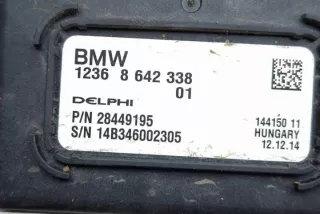 BMW
1236 8 642 338
01
DELPHI
P/N 28449195
S/N 14B346002305
144150 11
HUNGARY
12.12.14